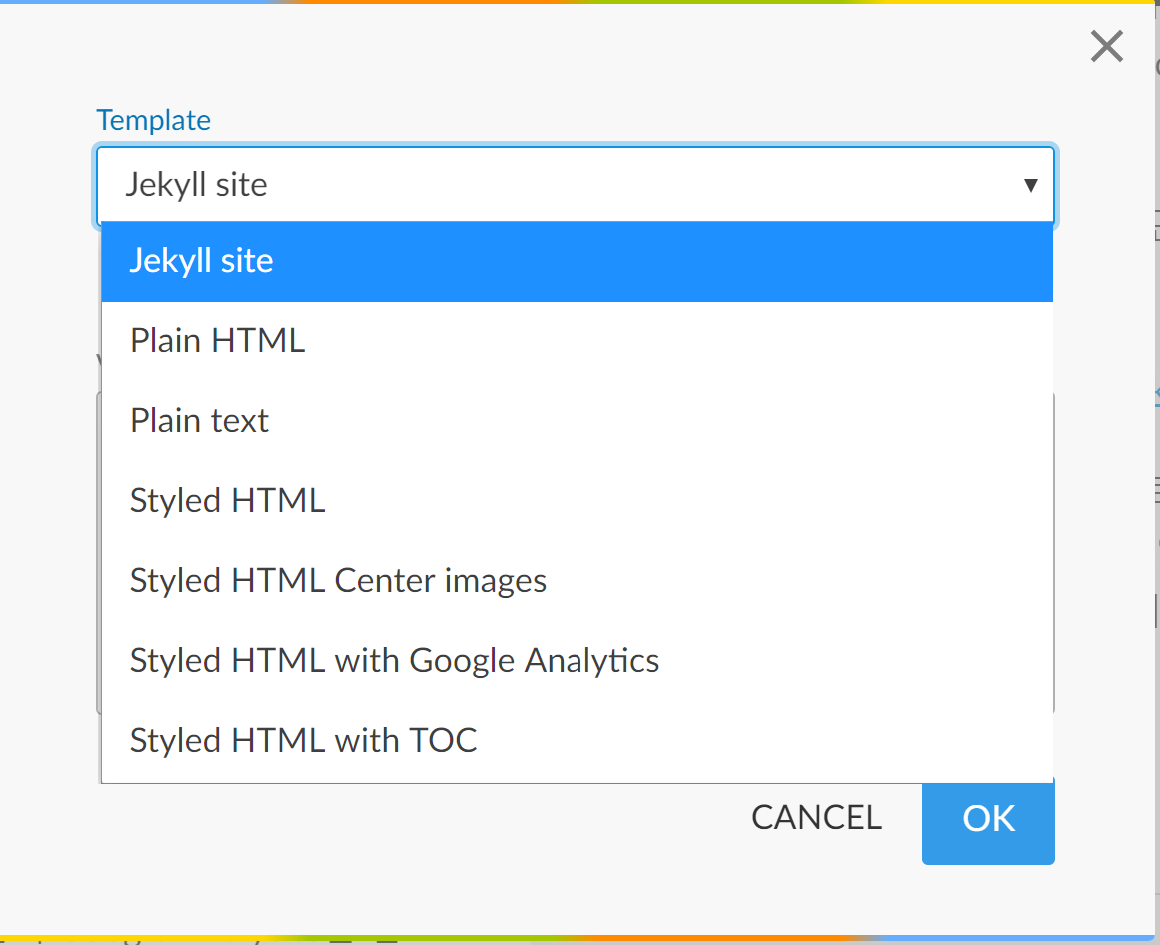 Template
Jekyll site
Jekyll site
Plain HTML
Plain text
Styled HTML
Styled HTML Center images
Styled HTML with Google Analytics
Styled HTML with TOC
CANCEL
OK